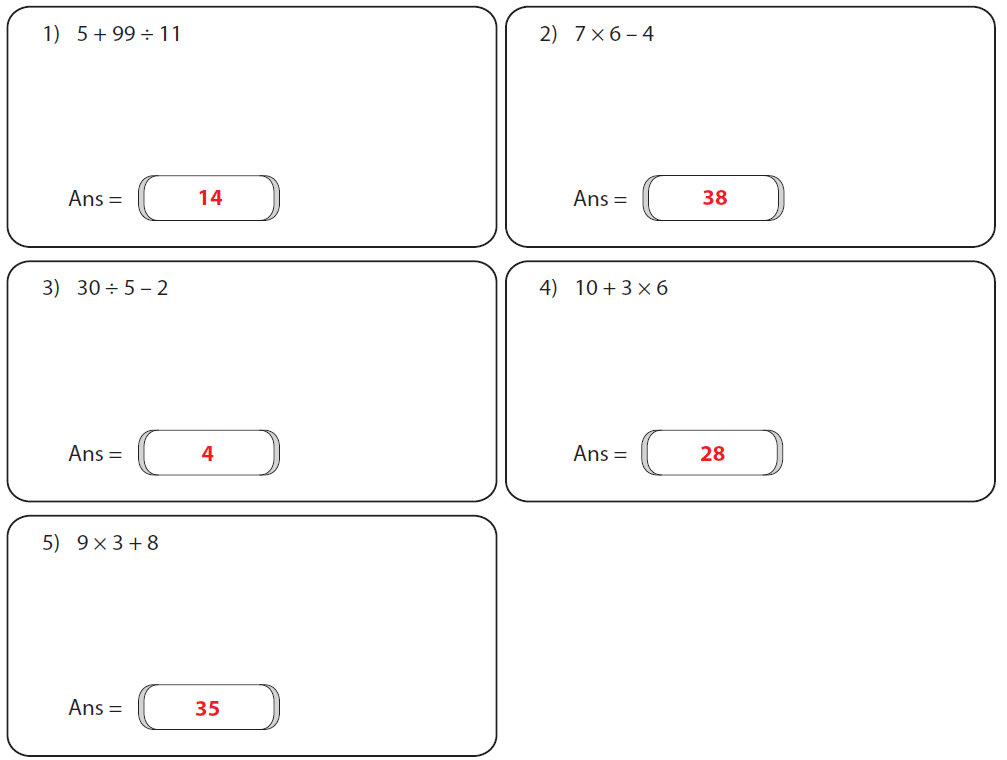 1) 5 + 99 ÷ 11
Ans = 14
2) 7 × 6 – 4
Ans = 38
3) 30 ÷ 5 – 2
Ans = 4
4) 10 + 3 × 6
Ans = 28
5) 9 × 3 + 8
Ans = 35